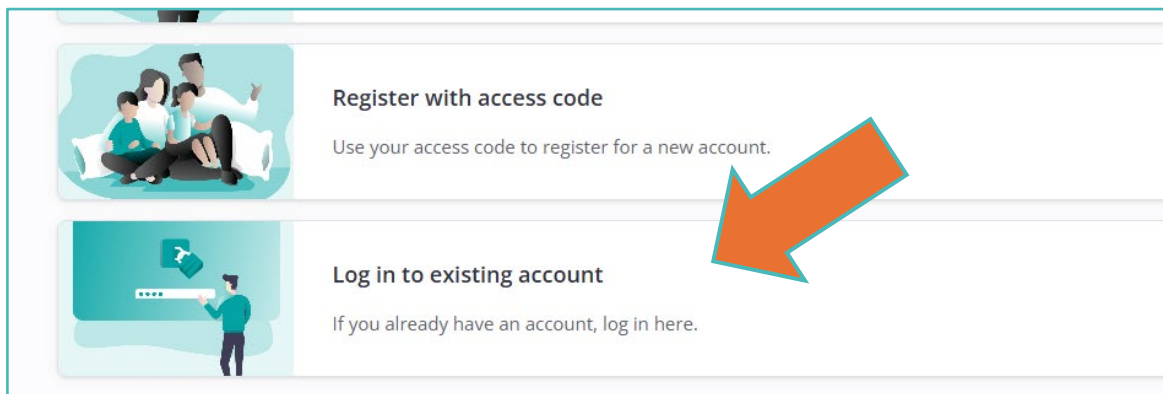 Register with access code
Use your access code to register for a new account.
Log in to existing account
If you already have an account, log in here.